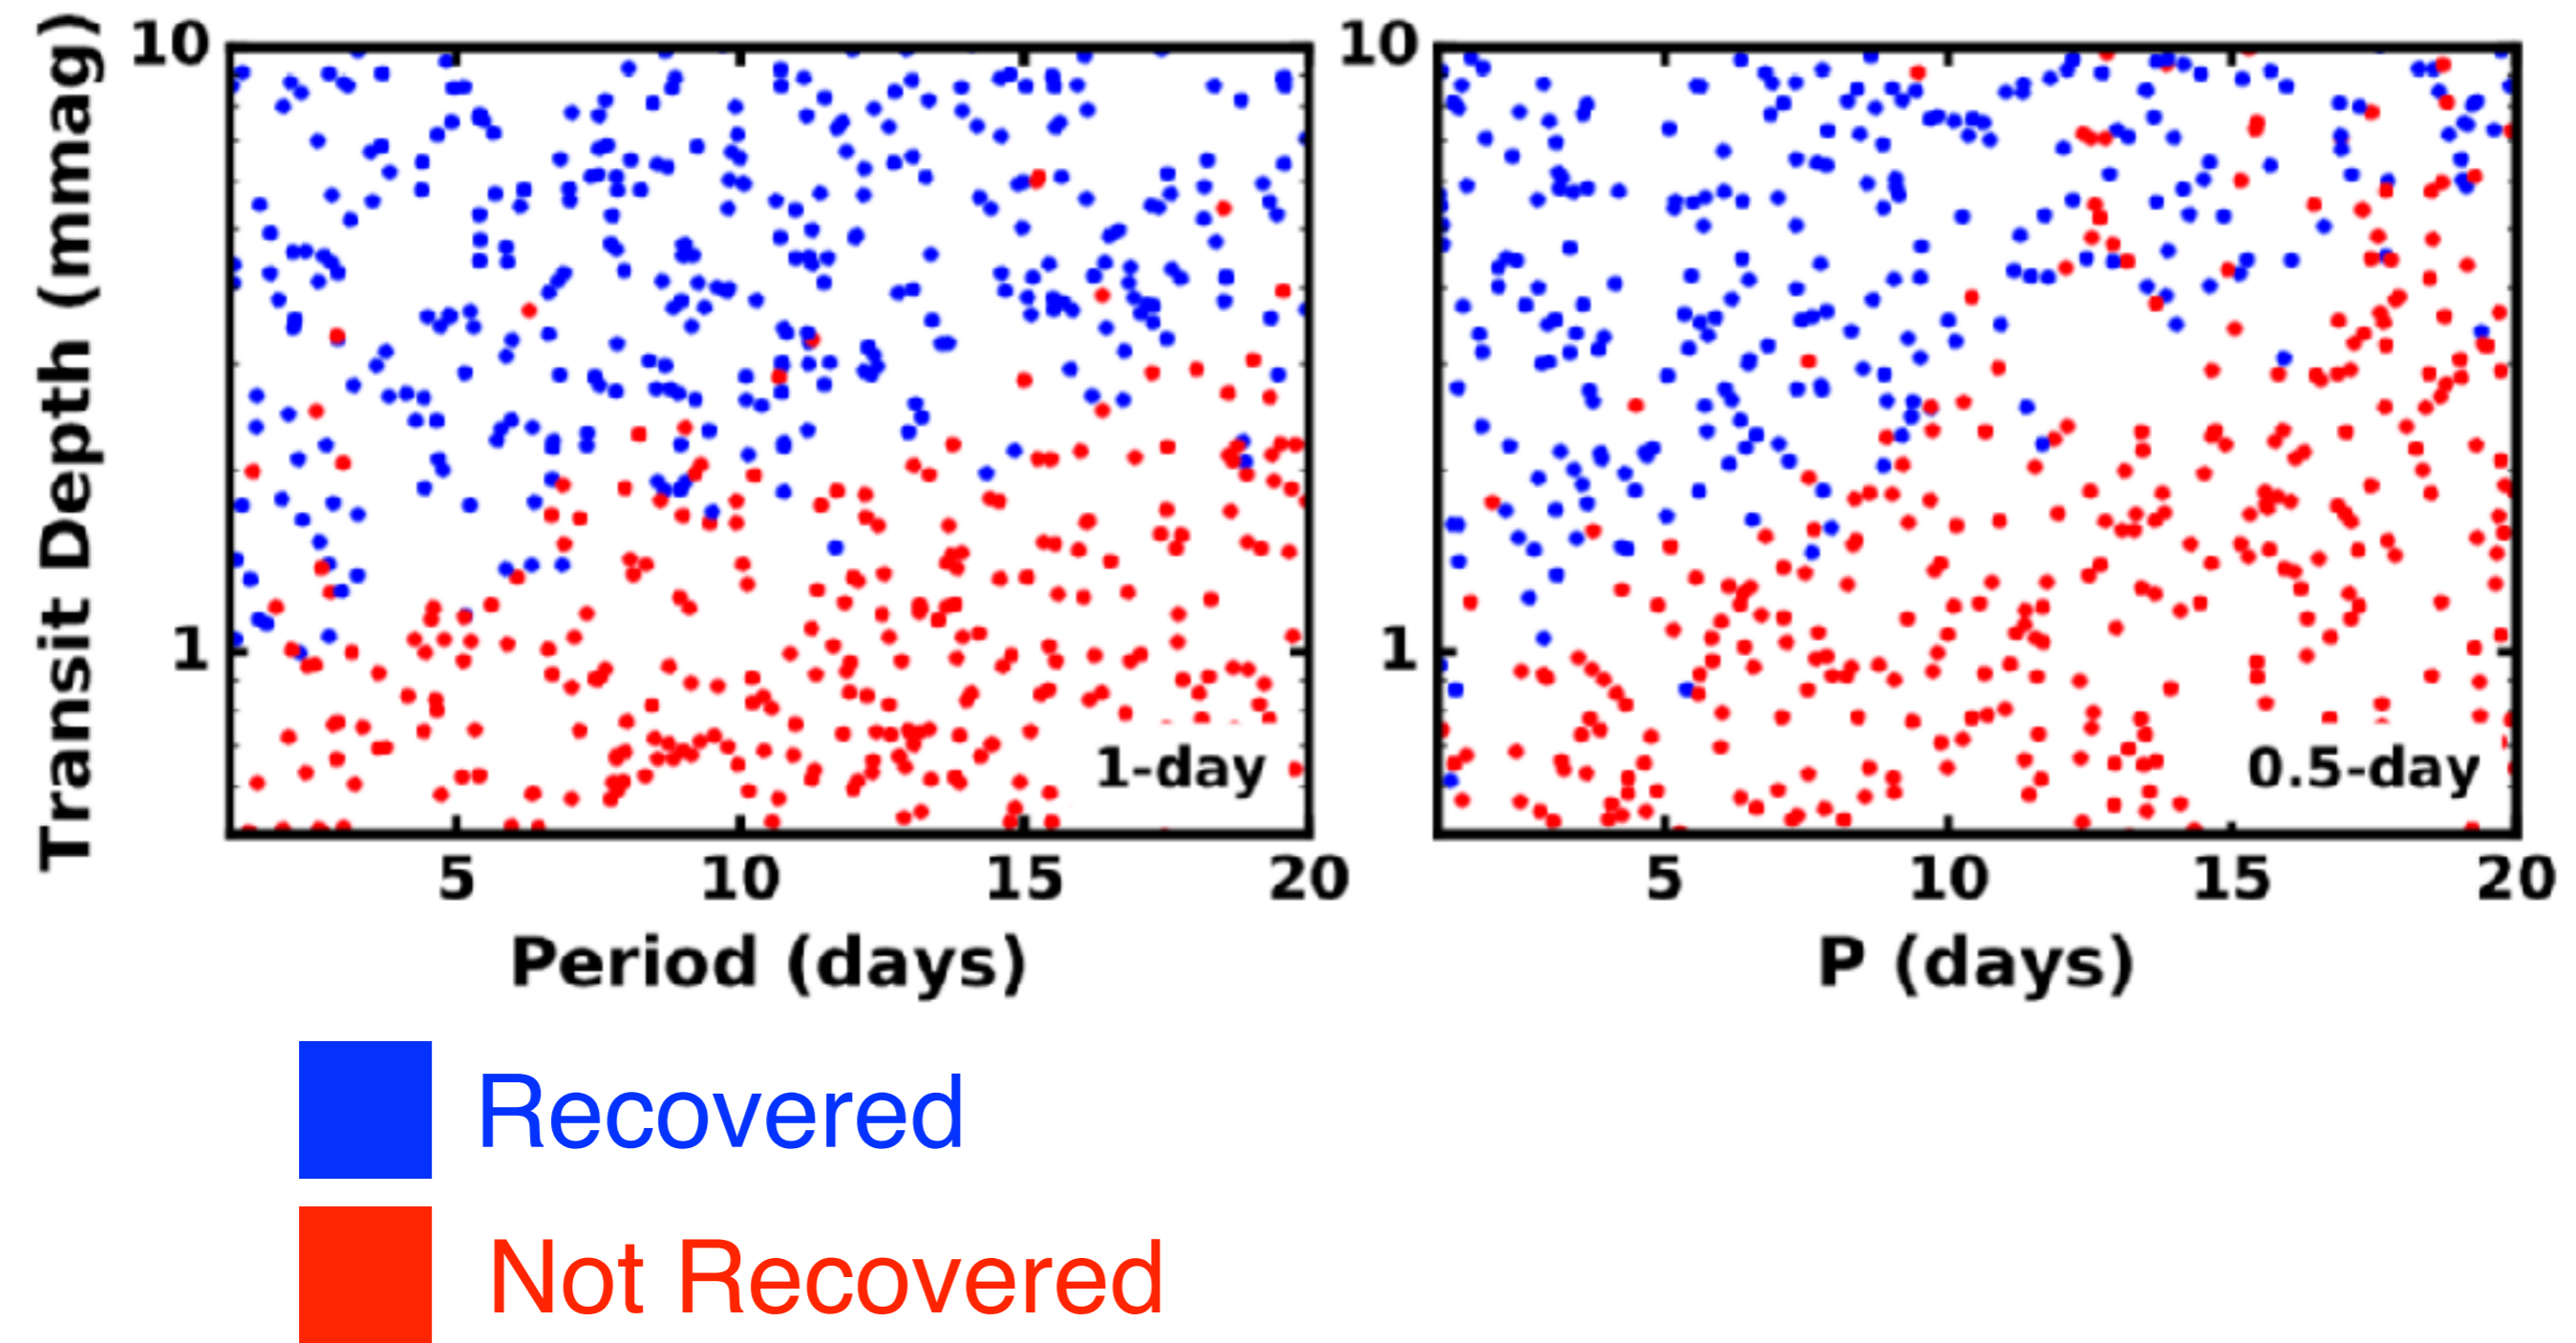 Transit Depth (mmag)
10
1
1-day
5 10 15 20
Period (days)
10
1
0.5-day
5 10 15 20
P (days)
Recovered
Not Recovered